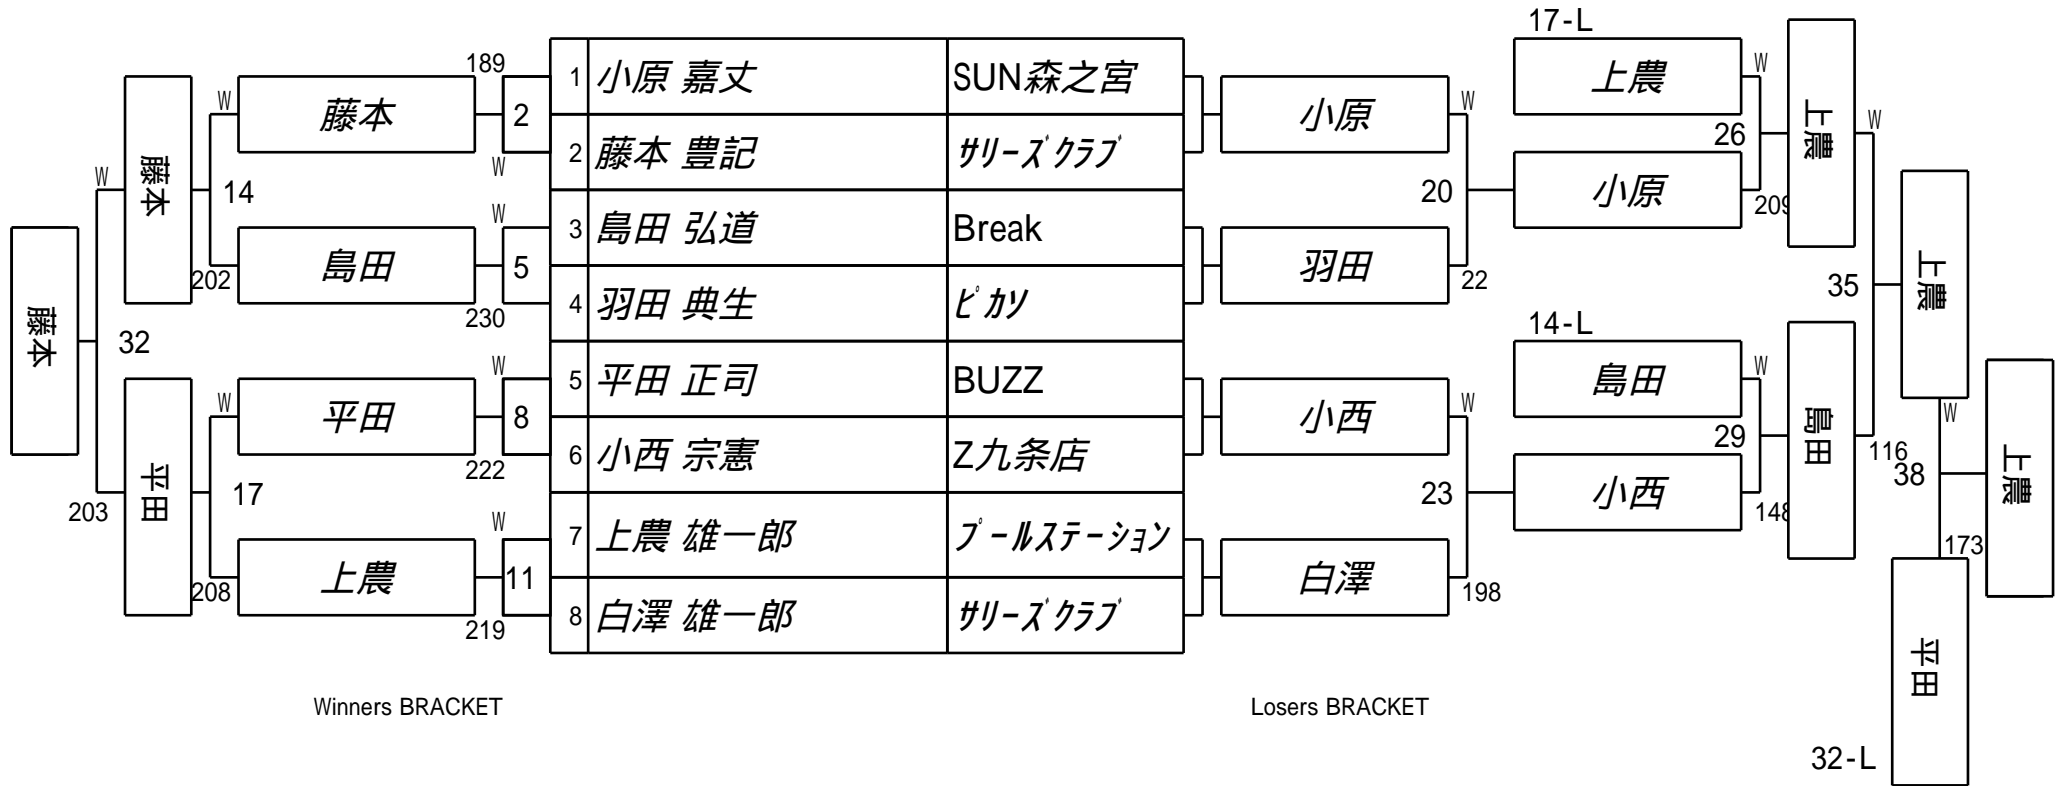 17-L
189
1 小原 嘉丈 SUN森之宮
上農
W
藤本
2
小原
W
W
2 藤本 豊記 サリーズクラブ
26
上農
W
W
藤本
14
W
W
20
小原
209
3 島田 弘道 Break
島田
5
羽田
202
22
上農
35
4 羽田 典生 ピカソ
230
14-L
藤本
32
W
5 平田 正司 BUZZ
島田
W
W
平田
8
小西
W
W
島田
29
6 小西 宗憲 Z九条店
222
116
38
平田
17
23
小西
148
上農
203
W
7 上農 雄一郎 プールステーション
173
上農
11
白澤
208
198
8 白澤 雄一郎 サリーズクラブ
219
平田
Winners BRACKET
Losers BRACKET
32-L